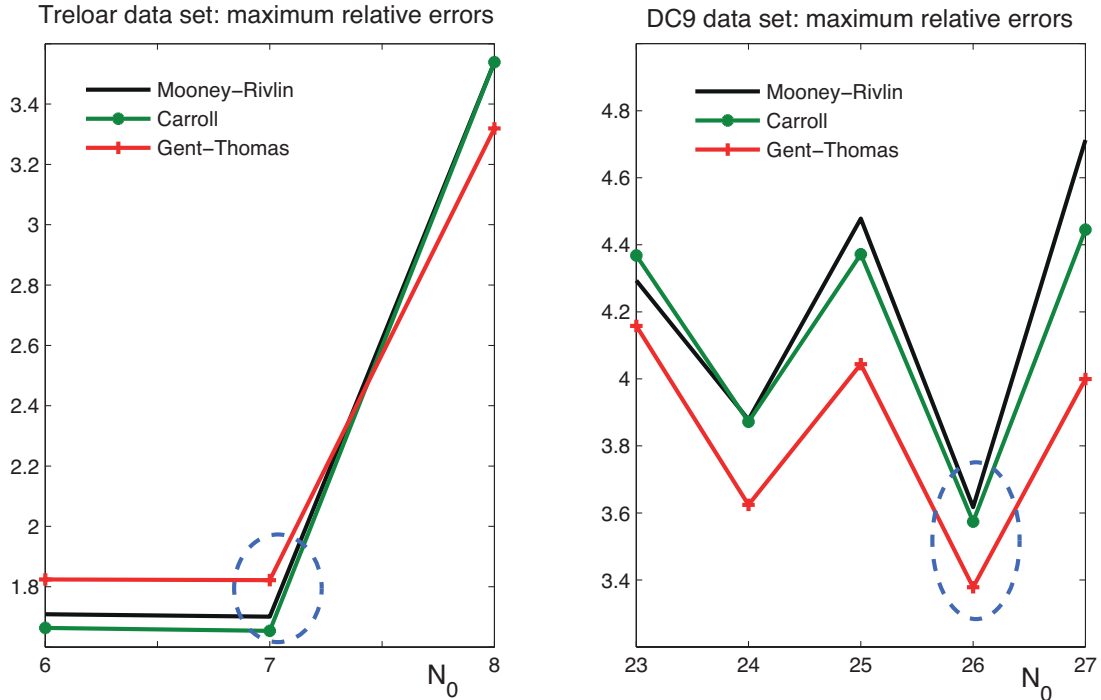 Treloar data set: maximum relative errors
Mooney−Rivlin
Carroll
Gent−Thomas
3.4
3.2
3
2.8
2.6
2.4
2.2
2
1.8
6
7
8
N₀
DC9 data set: maximum relative errors
Mooney−Rivlin
Carroll
Gent−Thomas
4.8
4.6
4.4
4.2
4
3.8
3.6
3.4
23
24
25
26
27
N₀